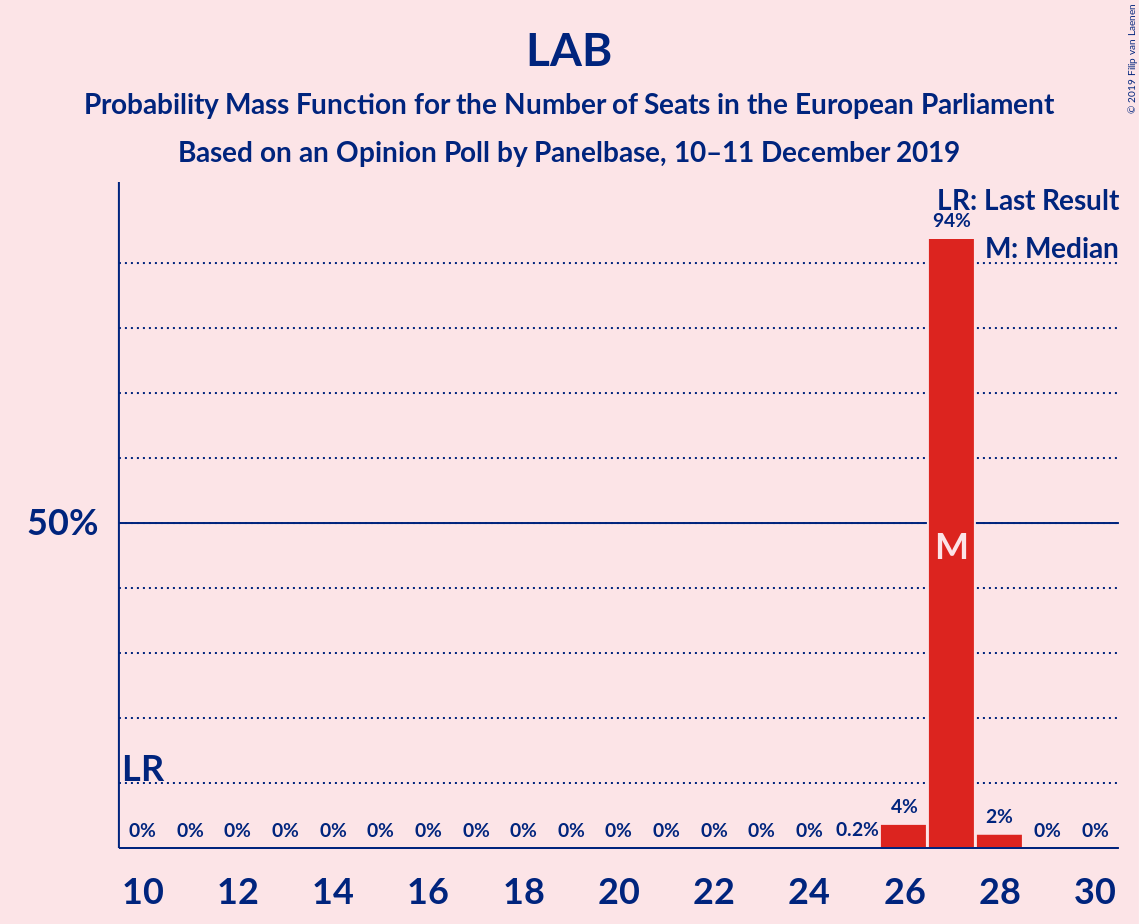 LAB
Probability Mass Function for the Number of Seats in the European Parliament
Based on an Opinion Poll by Panelbase, 10–11 December 2019
© 2019 Filip van Laenen
LR: Last Result
M: Median
94%
50%
M
LR
0% 0% 0% 0% 0% 0% 0% 0% 0% 0% 0% 0% 0% 0% 0% 0.2% 4% 2% 0% 0%
10 12 14 16 18 20 22 24 26 28 30